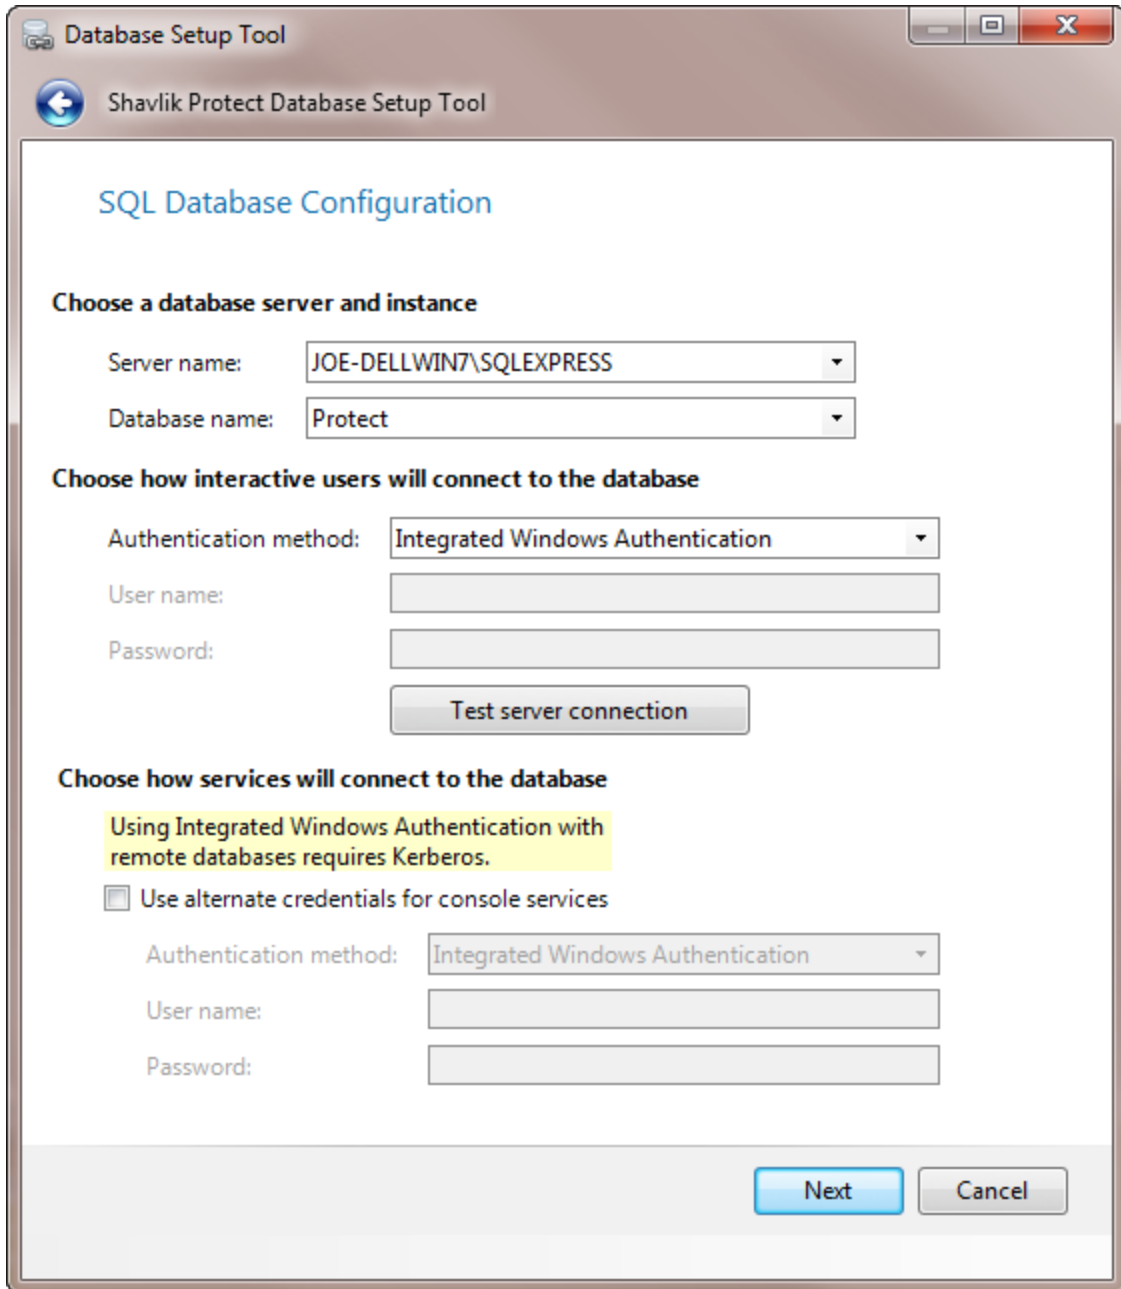 Database Setup Tool
Shavlik Protect Database Setup Tool
SQL Database Configuration
Choose a database server and instance
Server name: JOE-DELLWIN7\SQLEXPRESS
Database name: Protect
Choose how interactive users will connect to the database
Authentication method: Integrated Windows Authentication
User name:
Password:
Test server connection
Choose how services will connect to the database
Using Integrated Windows Authentication with
remote databases requires Kerberos.
Use alternate credentials for console services
Authentication method: Integrated Windows Authentication
User name:
Password:
Next Cancel